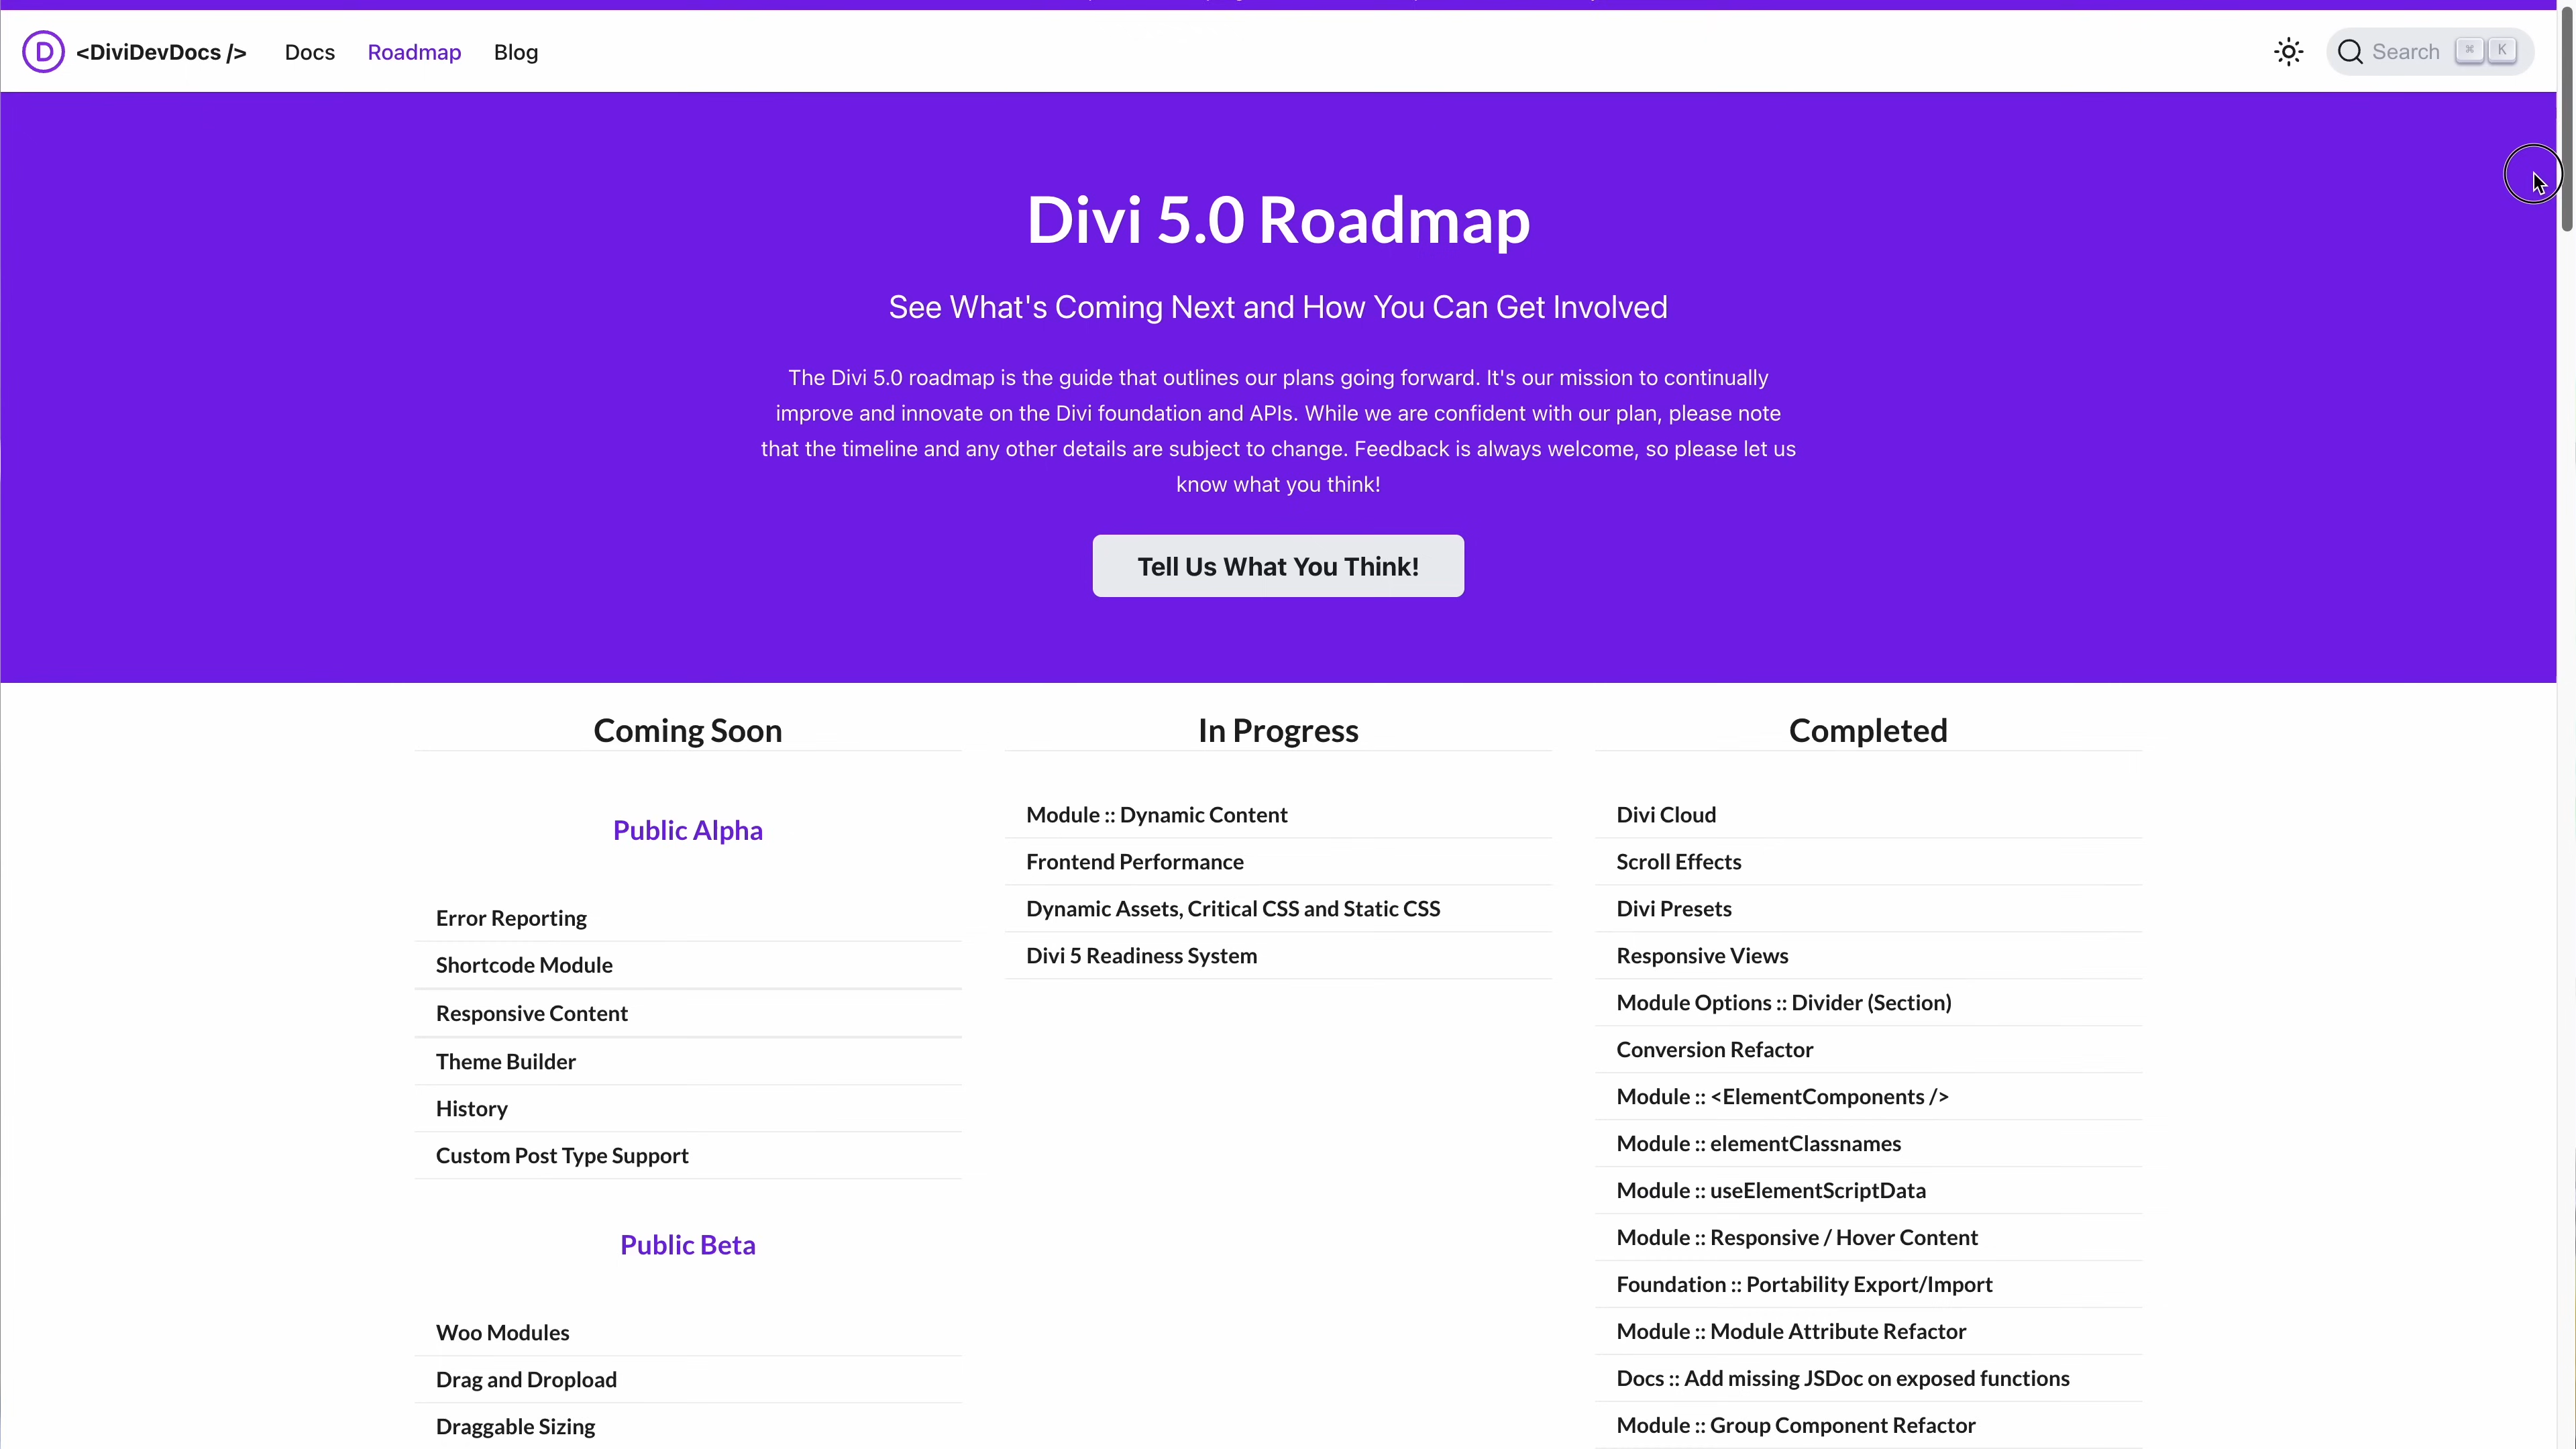 <DiviDevDocs />
Docs
Roadmap
Blog
Search
⌘
K
Divi 5.0 Roadmap
See What's Coming Next and How You Can Get Involved
The Divi 5.0 roadmap is the guide that outlines our plans going forward. It's our mission to continually
improve and innovate on the Divi foundation and APIs. While we are confident with our plan, please note
that the timeline and any other details are subject to change. Feedback is always welcome, so please let us
know what you think!
Tell Us What You Think!
Coming Soon
Public Alpha
Error Reporting
Shortcode Module
Responsive Content
Theme Builder
History
Custom Post Type Support
Public Beta
Woo Modules
Drag and Dropload
Draggable Sizing
In Progress
Module :: Dynamic Content
Frontend Performance
Dynamic Assets, Critical CSS and Static CSS
Divi 5 Readiness System
Completed
Divi Cloud
Scroll Effects
Divi Presets
Responsive Views
Module Options :: Divider (Section)
Conversion Refactor
Module :: <ElementComponents />
Module :: elementClassnames
Module :: useElementScriptData
Module :: Responsive / Hover Content
Foundation :: Portability Export/Import
Module :: Module Attribute Refactor
Docs :: Add missing JSDoc on exposed functions
Module :: Group Component Refactor